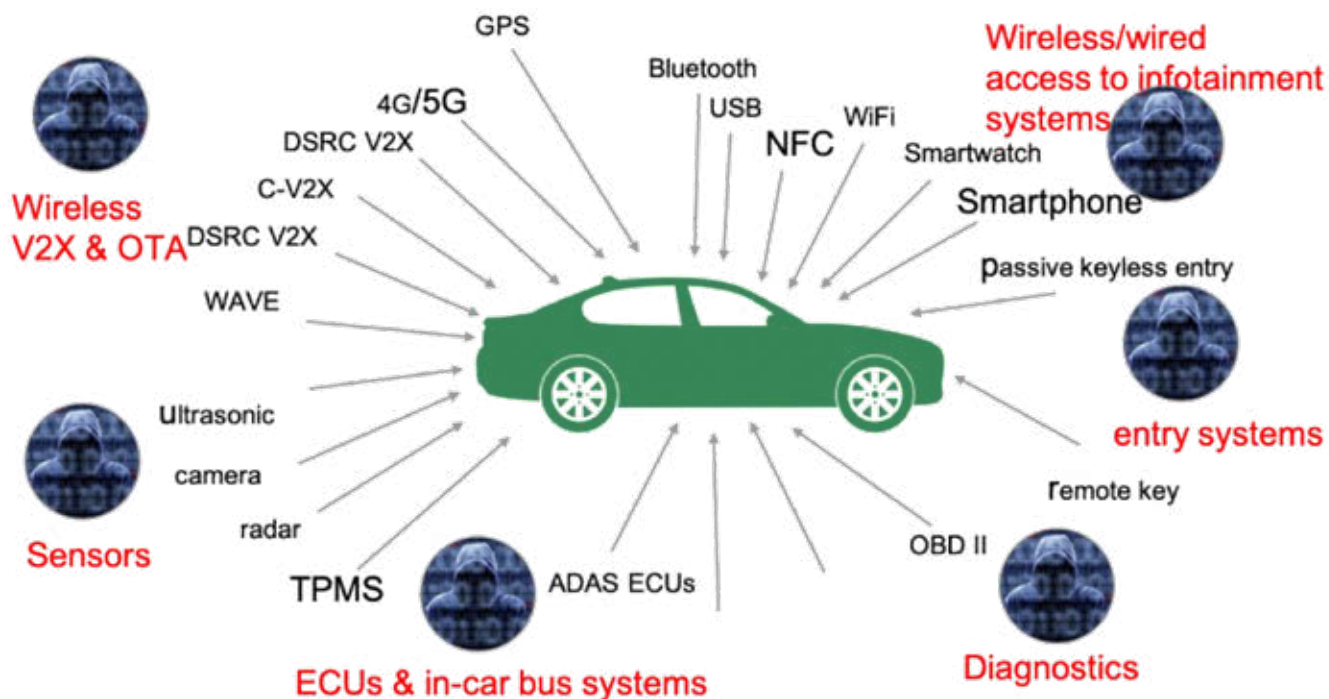 GPS
4G/5G
DSRC V2X
C-V2X
DSRC V2X
WAVE
Wireless
V2X & OTA
Bluetooth
USB
NFC
WiFi
Smartwatch
Smartphone
Wireless/wired
access to infotainment
systems
passive keyless entry
entry systems
remote key
ultrasonic
camera
radar
TPMS
Sensors
ADAS ECUs
ECUs & in-car bus systems
OBD II
Diagnostics